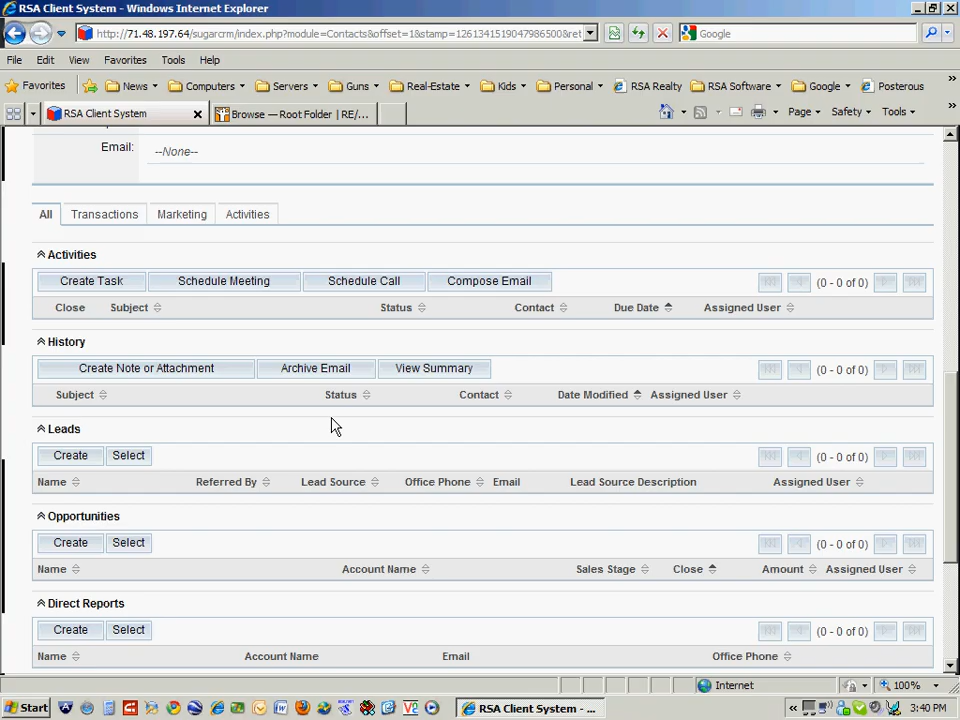 RSA Client System - Windows Internet Explorer
http://71.48.197.64/sugarcrm/index.php?module=Contacts&offset=1&stamp=1261341519047986500&ret
Google
File Edit View Favorites Tools Help
Favorites News Computers Servers Guns Real-Estate Kids Personal RSA Realty RSA Software Google Posterous »
RSA Client System Browse — Root Folder | RE/... Page Safety Tools »
Email: --None--
All Transactions Marketing Activities
Activities
Create Task Schedule Meeting Schedule Call Compose Email (0 - 0 of 0)
Close Subject Status Contact Due Date Assigned User
History
Create Note or Attachment Archive Email View Summary (0 - 0 of 0)
Subject Status Contact Date Modified Assigned User
Leads
Create Select (0 - 0 of 0)
Name Referred By Lead Source Office Phone Email Lead Source Description Assigned User
Opportunities
Create Select (0 - 0 of 0)
Name Account Name Sales Stage Close Amount Assigned User
Direct Reports
Create Select (0 - 0 of 0)
Name Account Name Email Office Phone
Internet 100%
Start RSA Client System - ... « 3:40 PM